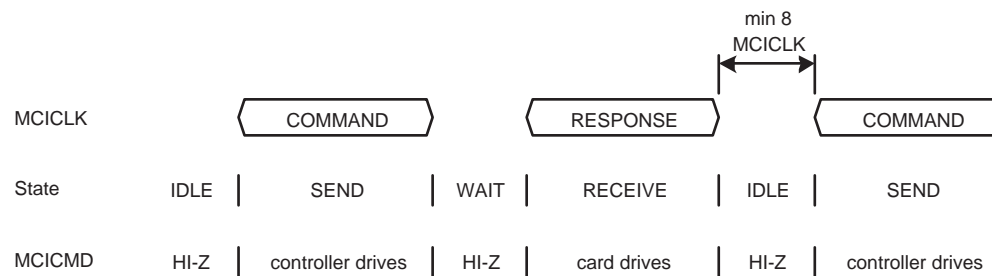 min 8
MCICLK
MCICLK COMMAND RESPONSE COMMAND
State IDLE SEND WAIT RECEIVE IDLE SEND
MCICMD HI-Z controller drives HI-Z card drives HI-Z controller drives